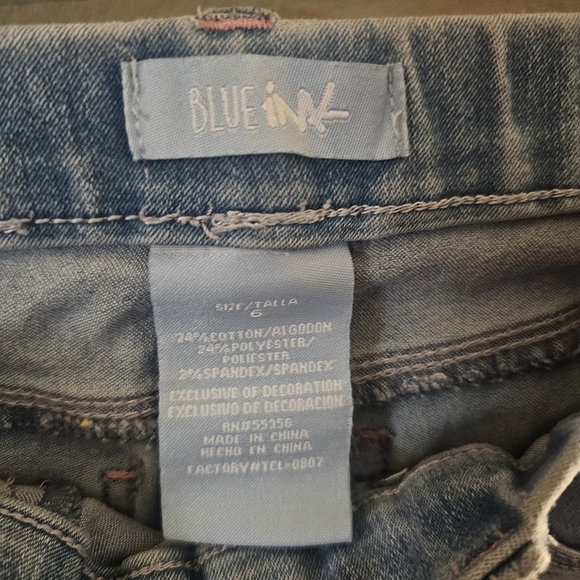 BLUE INK
SIZE/TALLA
6
74%COTTON/ALGODON
24%POLYESTER/
POLIESTER
2%SPANDEX/SPANDEX
EXCLUSIVE OF DECORATION
EXCLUSIVO DE DECORACION
RN#55356
MADE IN CHINA
HECHO EN CHINA
FACTORY#TCL-0807